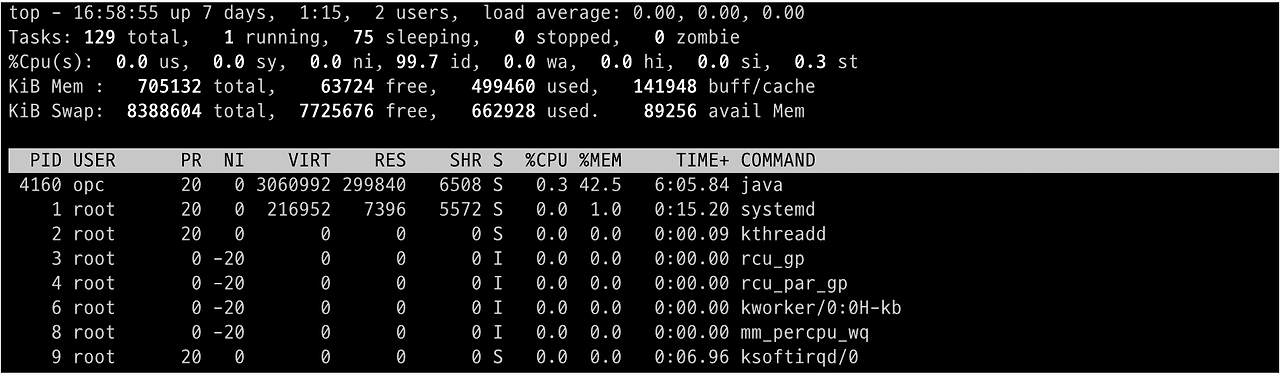 top - 16:58:55 up 7 days,  1:15,  2 users,  load average: 0.00, 0.00, 0.00
Tasks: 129 total,   1 running,  75 sleeping,   0 stopped,   0 zombie
%Cpu(s):  0.0 us,  0.0 sy,  0.0 ni, 99.7 id,  0.0 wa,  0.0 hi,  0.0 si,  0.3 st
KiB Mem :   705132 total,    63724 free,   499460 used,   141948 buff/cache
KiB Swap:  8388604 total,  7725676 free,   662928 used.    89256 avail Mem
  PID USER      PR  NI    VIRT    RES    SHR S  %CPU %MEM     TIME+ COMMAND
 4160 opc       20   0 3060992 299840   6508 S   0.3 42.5   6:05.84 java
    1 root      20   0  216952   7396   5572 S   0.0  1.0   0:15.20 systemd
    2 root      20   0       0      0      0 S   0.0  0.0   0:00.09 kthreadd
    3 root       0 -20       0      0      0 I   0.0  0.0   0:00.00 rcu_gp
    4 root       0 -20       0      0      0 I   0.0  0.0   0:00.00 rcu_par_gp
    6 root       0 -20       0      0      0 I   0.0  0.0   0:00.00 kworker/0:0H-kb
    8 root       0 -20       0      0      0 I   0.0  0.0   0:00.00 mm_percpu_wq
    9 root      20   0       0      0      0 S   0.0  0.0   0:06.96 ksoftirqd/0